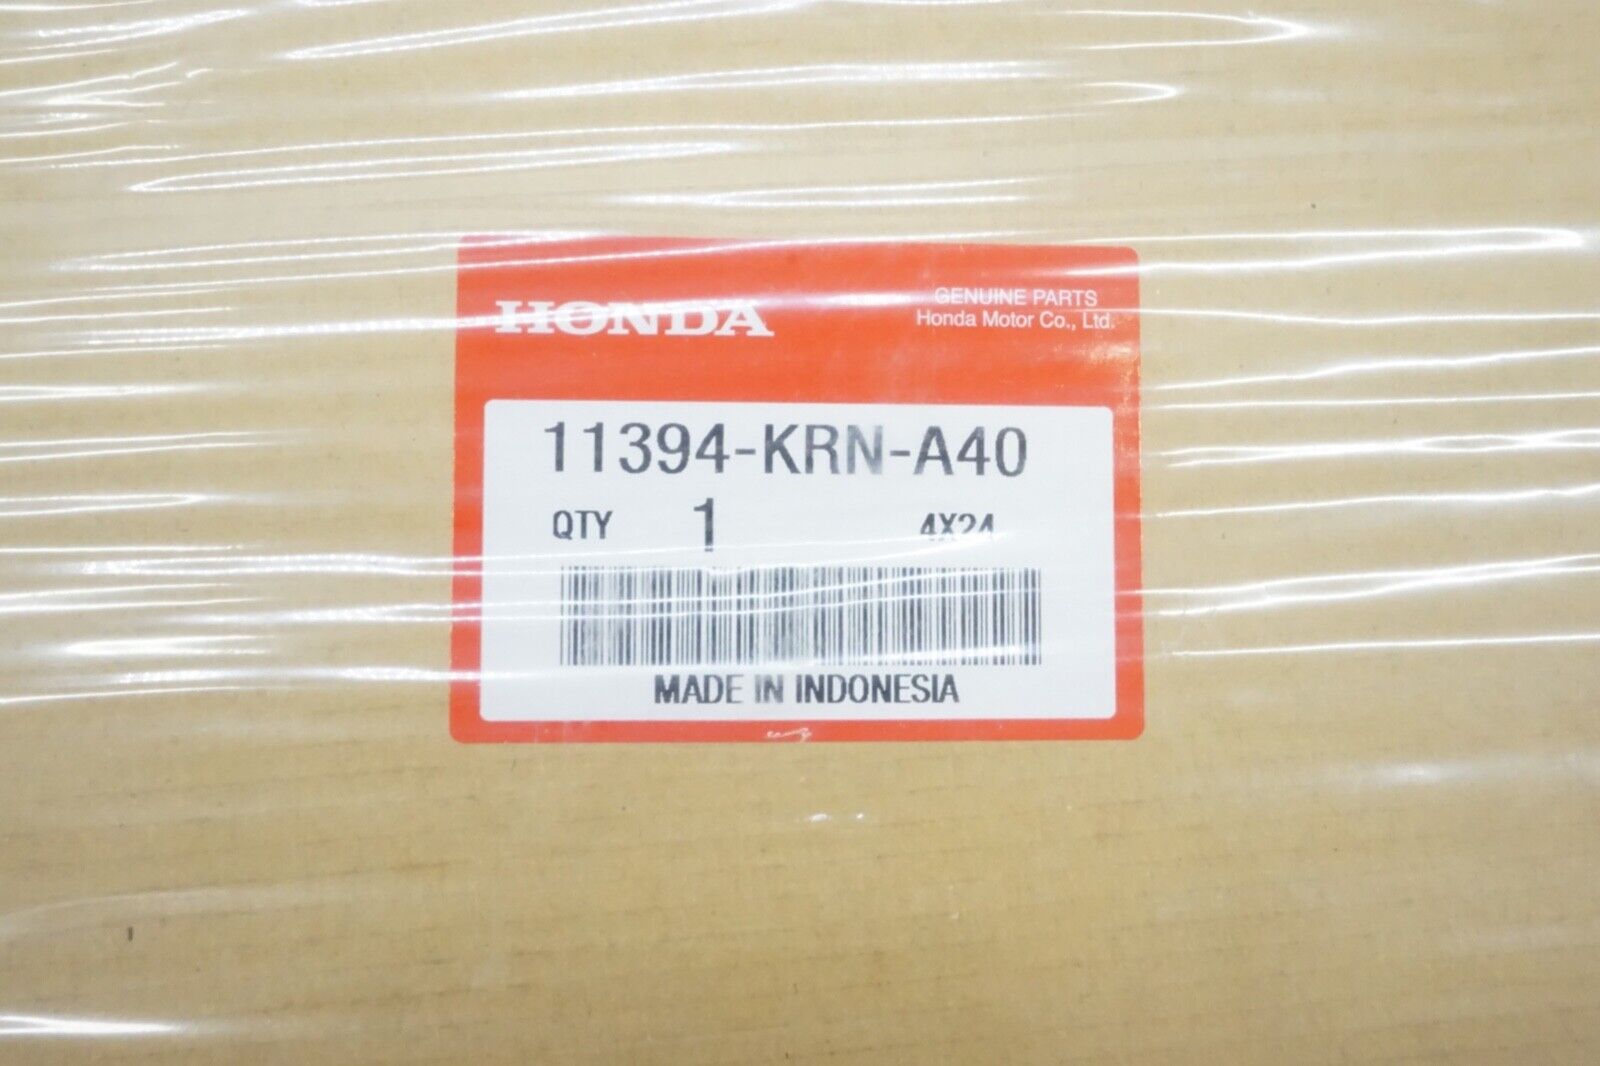 HONDA
GENUINE PARTS
Honda Motor Co., Ltd.
11394-KRN-A40
QTY 1 4X24
MADE IN INDONESIA